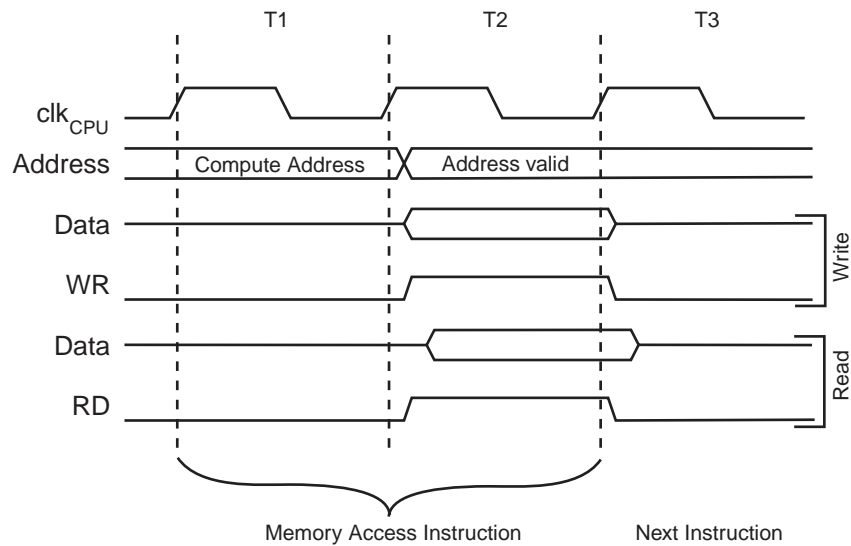 T1 T2 T3
clkCPU
Address Compute Address Address valid
Data
WR
Write
Data
RD
Read
Memory Access Instruction Next Instruction